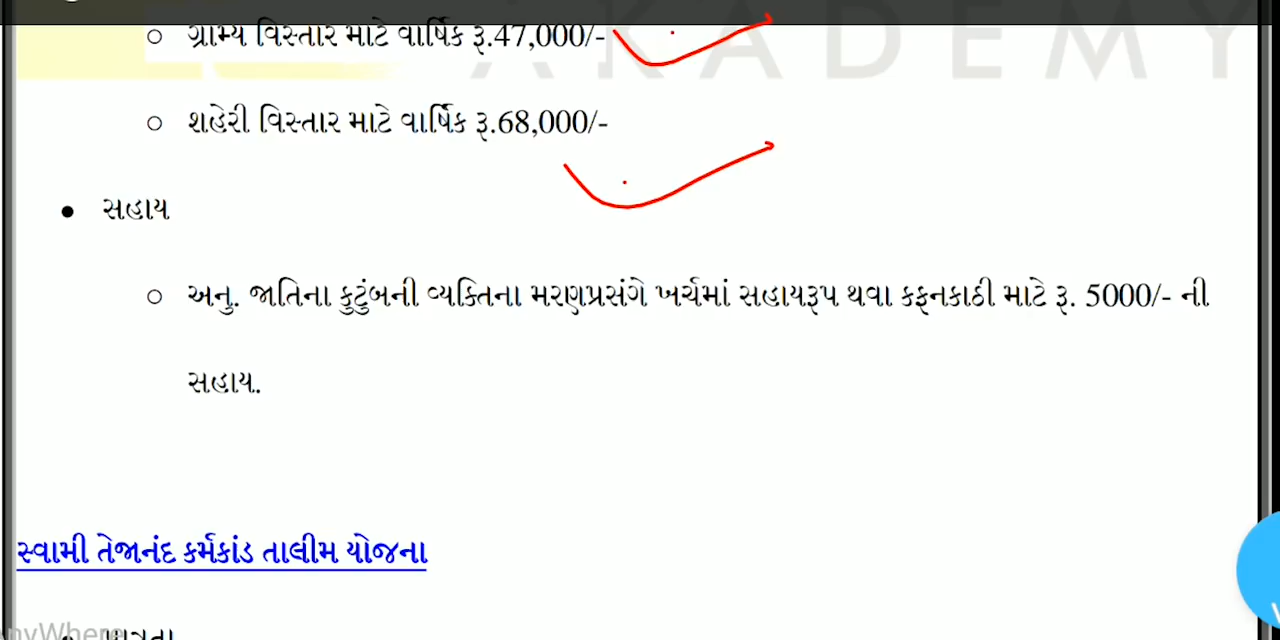 KADEMY
ગ્રામ્ય વિસ્તાર માટે વાર્ષિક રૂ.47,000/-
શહેરી વિસ્તાર માટે વાર્ષિક રૂ.68,000/-
સહાય
અનુ. જાતિના કુટુંબની વ્યક્તિના મરણપ્રસંગે ખર્ચમાં સહાયરૂપ થવા કફનકાઠી માટે રૂ. 5000/- ની
સહાય.
સ્વામી તેજાનંદ કર્મકાંડ તાલીમ યોજના